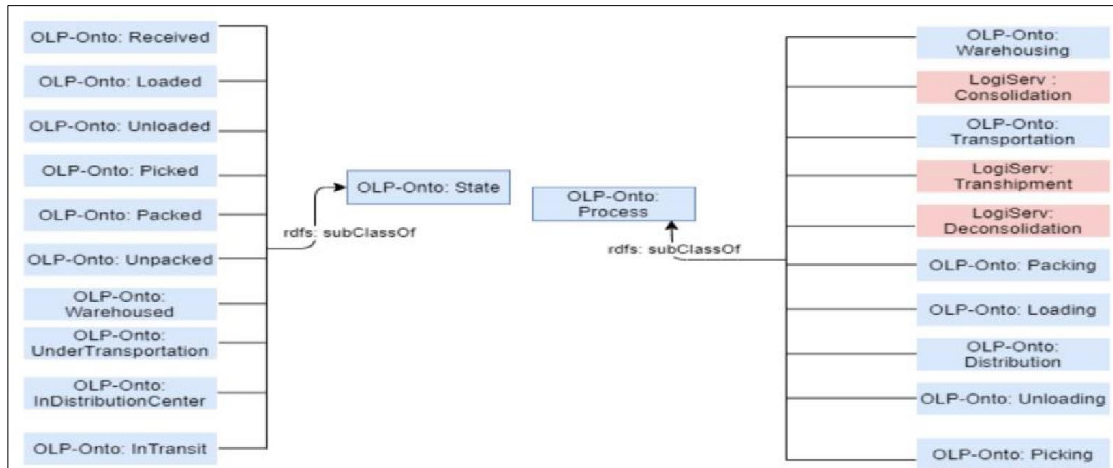 OLP-Onto: Received
OLP-Onto: Loaded
OLP-Onto: Unloaded
OLP-Onto: Picked
OLP-Onto: Packed
OLP-Onto: Unpacked
OLP-Onto:
Warehoused
OLP-Onto:
UnderTransportation
OLP-Onto:
InDistributionCenter
OLP-Onto: InTransit
rdfs: subClassOf
OLP-Onto: State
OLP-Onto:
Process
rdfs: subClassOf
OLP-Onto:
Warehousing
LogiServ :
Consolidation
OLP-Onto:
Transportation
LogiServ:
Transhipment
LogiServ:
Deconsolidation
OLP-Onto: Packing
OLP-Onto: Loading
OLP-Onto:
Distribution
OLP-Onto: Unloading
OLP-Onto: Picking